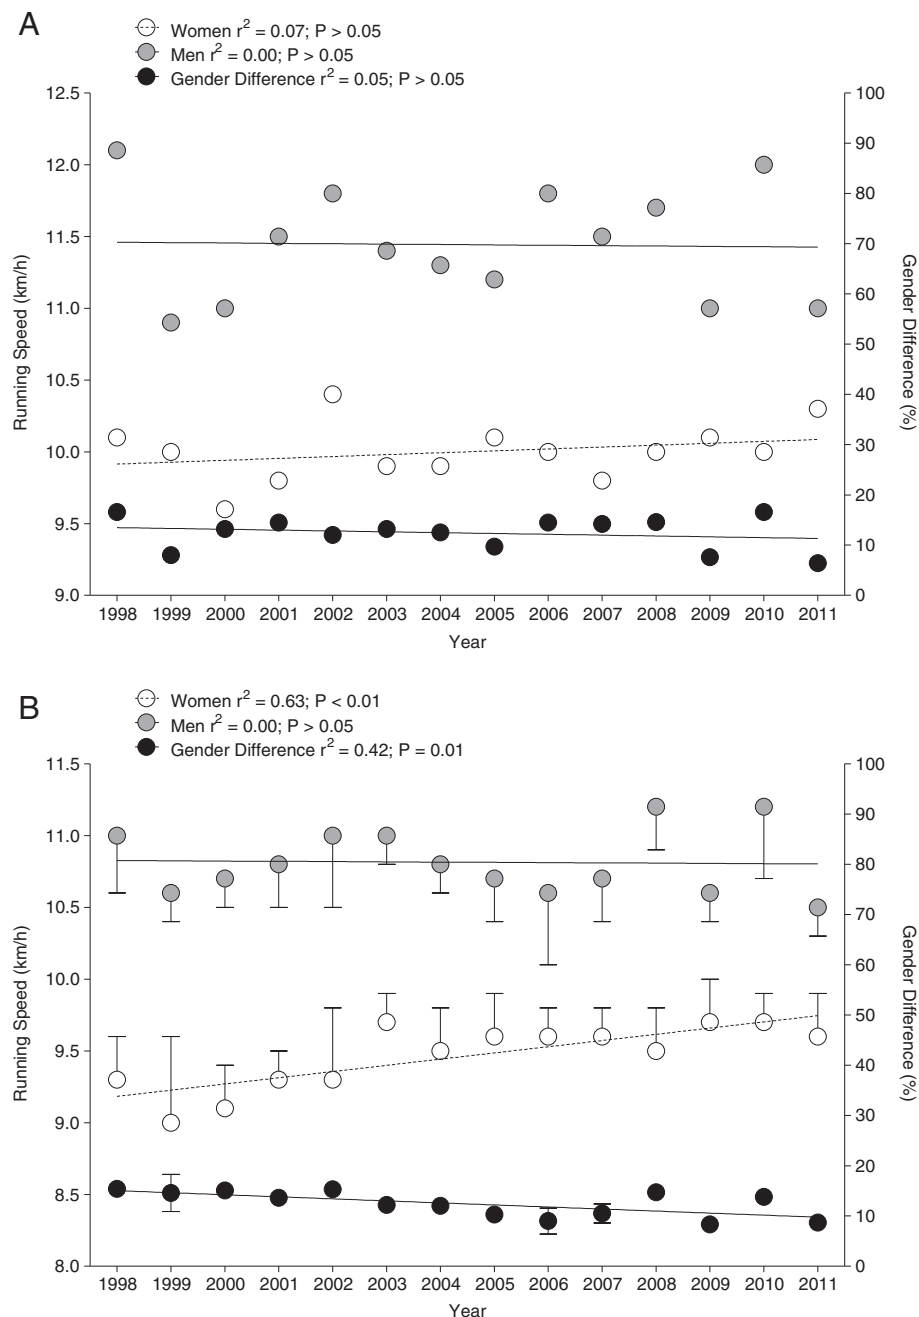 A
Women r² = 0.07; P > 0.05
Men r² = 0.00; P > 0.05
Gender Difference r² = 0.05; P > 0.05
12.5
12.0
11.5
11.0
10.5
10.0
9.5
9.0
Running Speed (km/h)
100
90
80
70
60
50
40
30
20
10
0
Gender Difference (%)
1998 1999 2000 2001 2002 2003 2004 2005 2006 2007 2008 2009 2010 2011
Year
B
Women r² = 0.63; P < 0.01
Men r² = 0.00; P > 0.05
Gender Difference r² = 0.42; P = 0.01
11.5
11.0
10.5
10.0
9.5
9.0
8.5
8.0
Running Speed (km/h)
100
90
80
70
60
50
40
30
20
10
0
Gender Difference (%)
1998 1999 2000 2001 2002 2003 2004 2005 2006 2007 2008 2009 2010 2011
Year